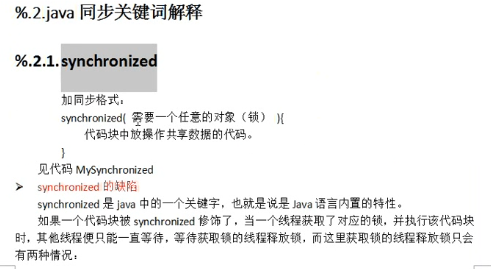 %.2.java 同步关键词解释
%.2.1.synchronized
加同步格式：
synchronized( 需要一个任意的对象（锁） ){
代码块中放操作共享数据的代码。
}
见代码 MySynchronized
➢ synchronized 的缺陷
synchronized 是 java 中的一个关键字，也就是说是 Java 语言内置的特性。
如果一个代码块被 synchronized 修饰了，当一个线程获取了对应的锁，并执行该代码块
时，其他线程便只能一直等待，等待获取锁的线程释放锁，而这里获取锁的线程释放锁只会
有两种情况：